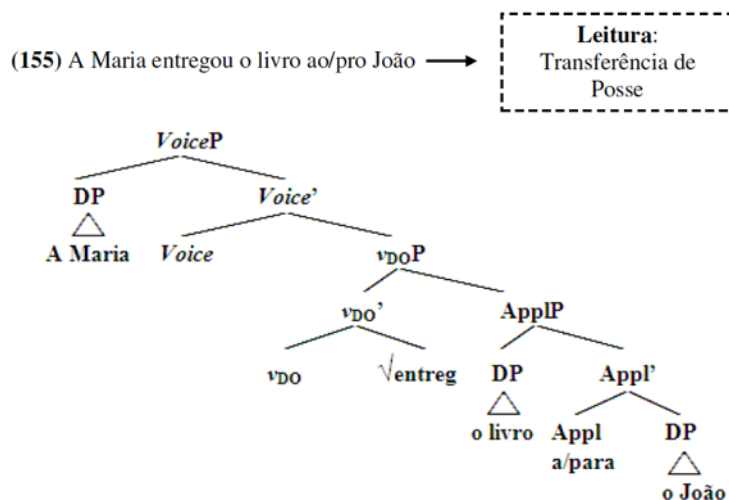 (155) A Maria entregou o livro ao/pro João
Leitura:
Transferência de
Posse
VoiceP
DP Voice’
A Maria Voice vDOP
vDO’ ApplP
vDO √entreg DP Appl’
o livro Appl DP
a/para
o João